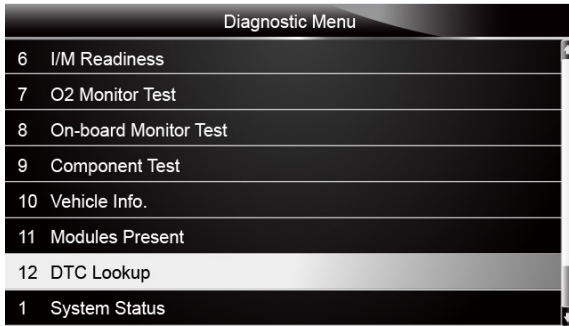 Diagnostic Menu
6 I/M Readiness
7 O2 Monitor Test
8 On-board Monitor Test
9 Component Test
10 Vehicle Info.
11 Modules Present
12 DTC Lookup
1 System Status